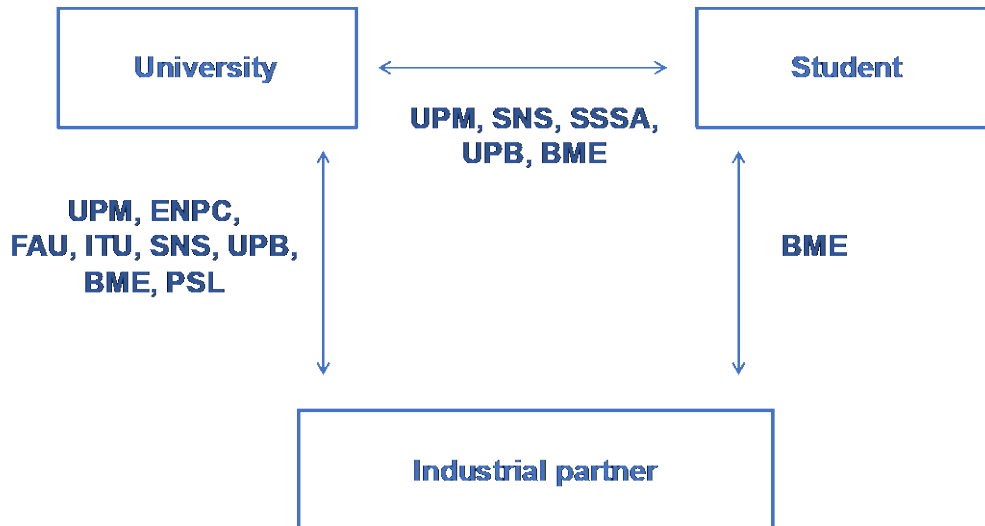 University
Student
UPM, SNS, SSSA,
UPB, BME
UPM, ENPC,
FAU, ITU, SNS, UPB,
BME, PSL
BME
Industrial partner